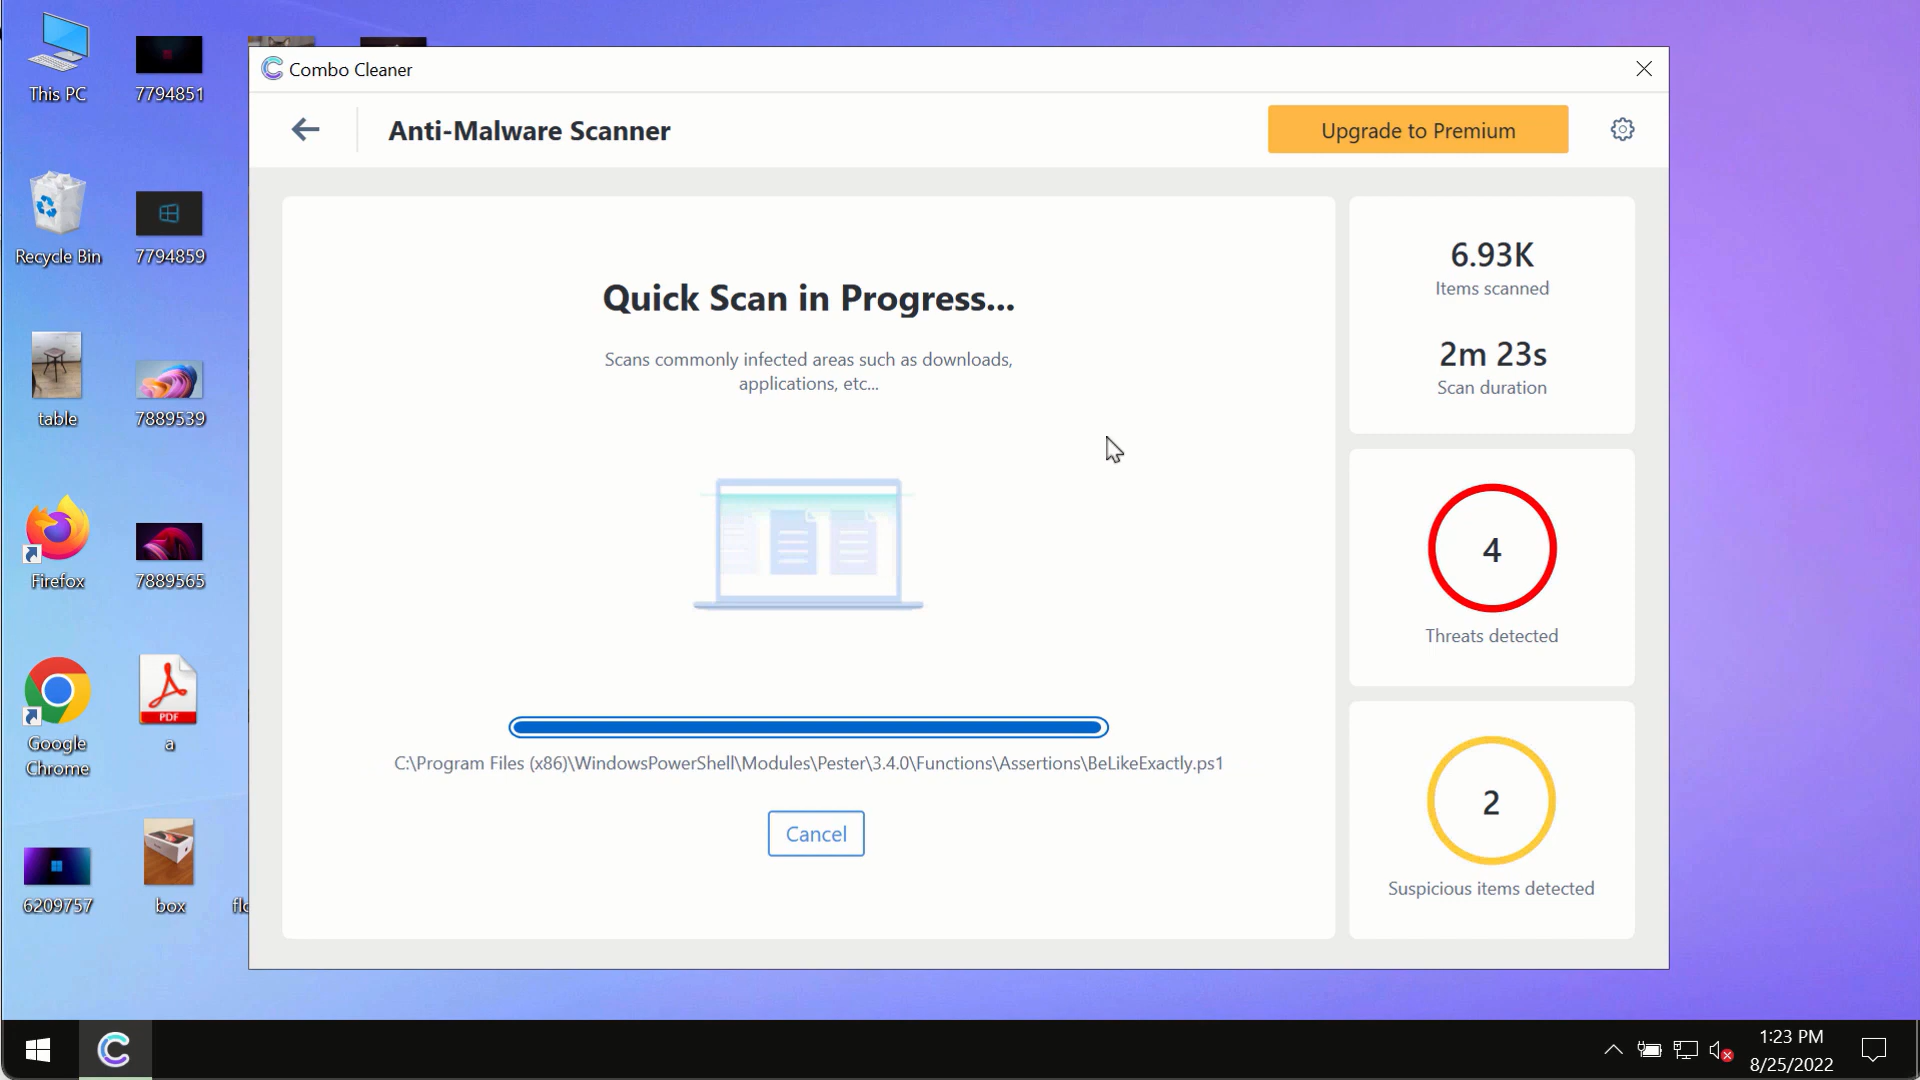 This PC
7794851
Recycle Bin
7794859
table
7889539
Firefox
7889565
Google
Chrome
PDF
a
6209757
box
Combo Cleaner
Anti-Malware Scanner
Upgrade to Premium
Quick Scan in Progress...
Scans commonly infected areas such as downloads,
applications, etc...
C:\Program Files (x86)\WindowsPowerShell\Modules\Pester\3.4.0\Functions\Assertions\BeLikeExactly.ps1
Cancel
6.93K
Items scanned
2m 23s
Scan duration
4
Threats detected
2
Suspicious items detected
1:23 PM
8/25/2022